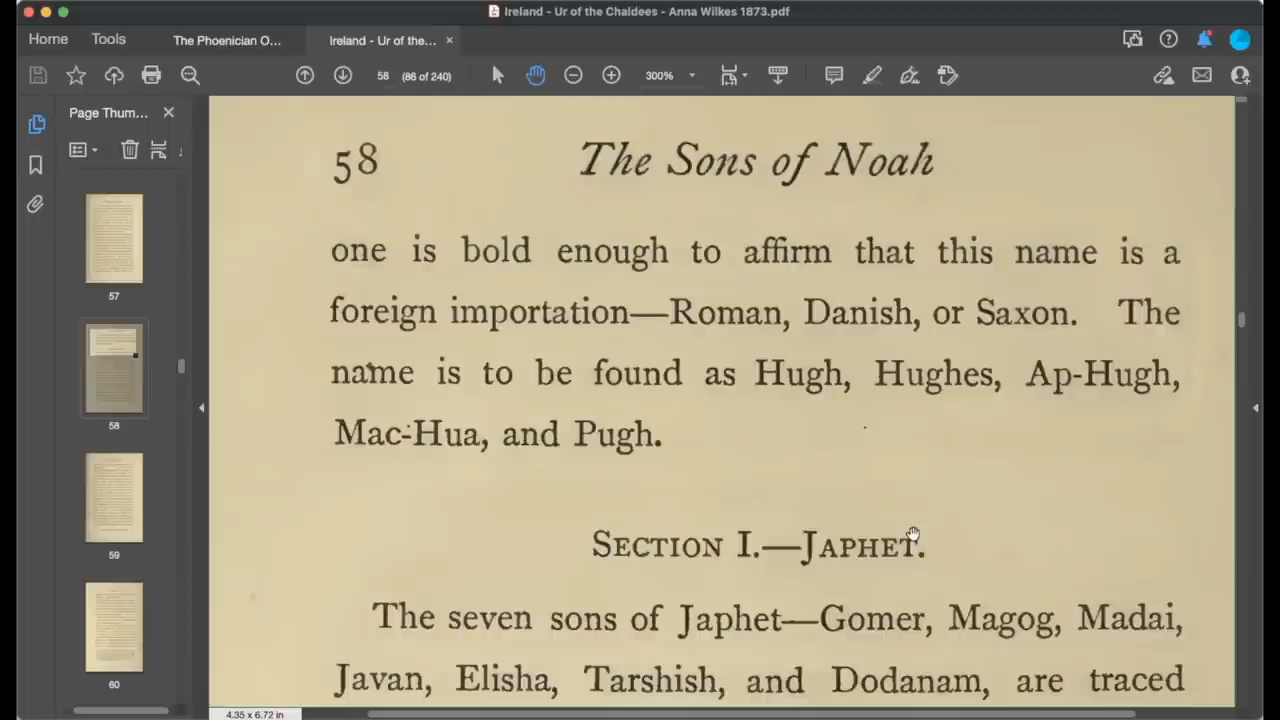 Ireland - Ur of the Chaldees - Anna Wilkes 1873.pdf
Home Tools The Phoenician O... Ireland - Ur of the... ×
58 (86 of 240) 300%
Page Thum... ×
57
58
59
60
58 The Sons of Noah
one is bold enough to affirm that this name is a
foreign importation—Roman, Danish, or Saxon. The
name is to be found as Hugh, Hughes, Ap-Hugh,
Mac-Hua, and Pugh.
SECTION I.—JAPHET.
The seven sons of Japhet—Gomer, Magog, Madai,
Javan, Elisha, Tarshish, and Dodanam, are traced
4.35 x 6.72 in